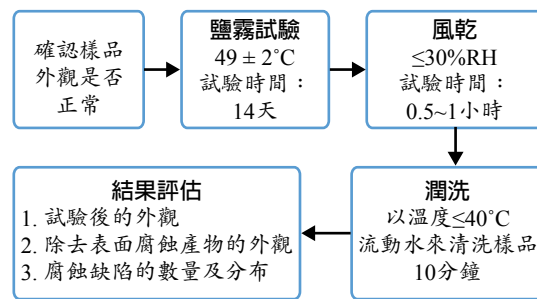 確認樣品
外觀是否
正常
鹽霧試驗
49 ± 2°C
試驗時間：
14天
風乾
≤30%RH
試驗時間：
0.5~1小時
潤洗
以溫度≤40°C
流動水來清洗樣品
10分鐘
結果評估
1. 試驗後的外觀
2. 除去表面腐蝕產物的外觀
3. 腐蝕缺陷的數量及分布